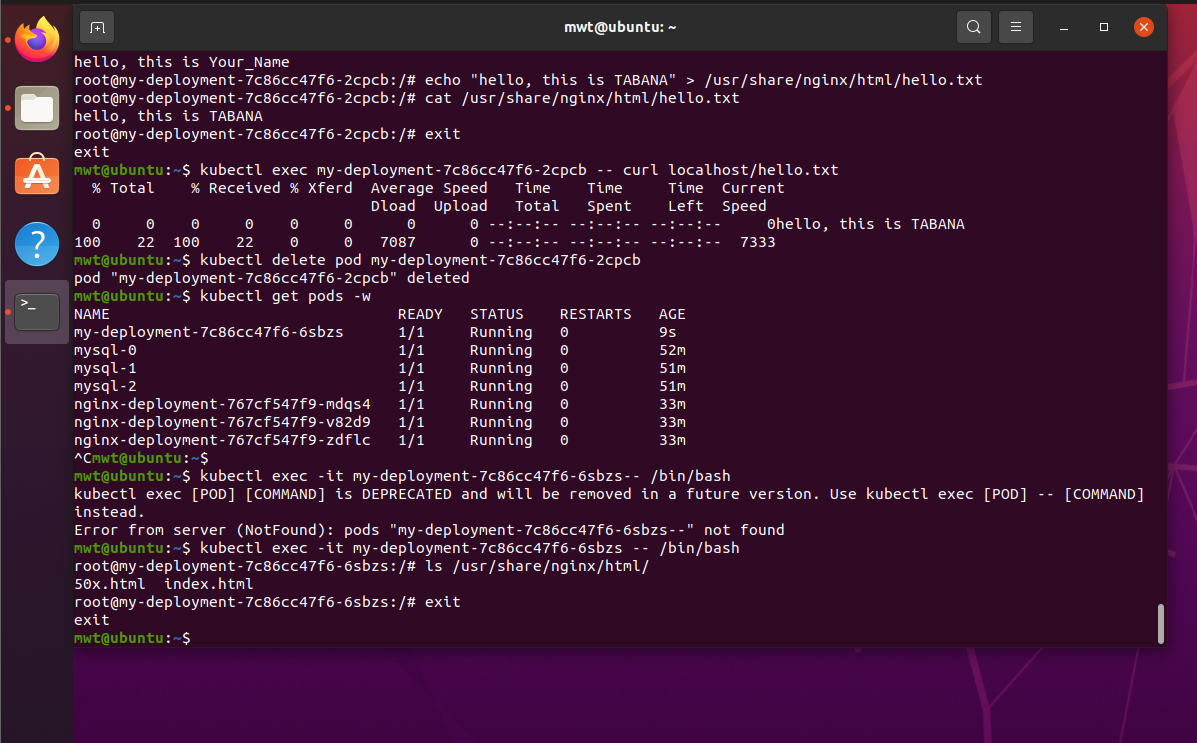 mwt@ubuntu: ~
hello, this is Your_Name
root@my-deployment-7c86cc47f6-2cpcb:/# echo "hello, this is TABANA" > /usr/share/nginx/html/hello.txt
root@my-deployment-7c86cc47f6-2cpcb:/# cat /usr/share/nginx/html/hello.txt
hello, this is TABANA
root@my-deployment-7c86cc47f6-2cpcb:/# exit
exit
mwt@ubuntu:~$ kubectl exec my-deployment-7c86cc47f6-2cpcb -- curl localhost/hello.txt
  % Total    % Received % Xferd  Average Speed   Time    Time     Time  Current
                                 Dload  Upload   Total   Spent    Left  Speed
  0     0    0     0    0     0      0      0 --:--:-- --:--:-- --:--:--     0hello, this is TABANA
100    22  100    22    0     0   7087      0 --:--:-- --:--:-- --:--:--  7333
mwt@ubuntu:~$ kubectl delete pod my-deployment-7c86cc47f6-2cpcb
pod "my-deployment-7c86cc47f6-2cpcb" deleted
mwt@ubuntu:~$ kubectl get pods -w
NAME                                READY   STATUS    RESTARTS   AGE
my-deployment-7c86cc47f6-6sbzs      1/1     Running   0          9s
mysql-0                             1/1     Running   0          52m
mysql-1                             1/1     Running   0          51m
mysql-2                             1/1     Running   0          51m
nginx-deployment-767cf547f9-mdqs4   1/1     Running   0          33m
nginx-deployment-767cf547f9-v82d9   1/1     Running   0          33m
nginx-deployment-767cf547f9-zdflc   1/1     Running   0          33m
^Cmwt@ubuntu:~$
mwt@ubuntu:~$ kubectl exec -it my-deployment-7c86cc47f6-6sbzs-- /bin/bash
kubectl exec [POD] [COMMAND] is DEPRECATED and will be removed in a future version. Use kubectl exec [POD] -- [COMMAND]
instead.
Error from server (NotFound): pods "my-deployment-7c86cc47f6-6sbzs--" not found
mwt@ubuntu:~$ kubectl exec -it my-deployment-7c86cc47f6-6sbzs -- /bin/bash
root@my-deployment-7c86cc47f6-6sbzs:/# ls /usr/share/nginx/html/
50x.html  index.html
root@my-deployment-7c86cc47f6-6sbzs:/# exit
exit
mwt@ubuntu:~$